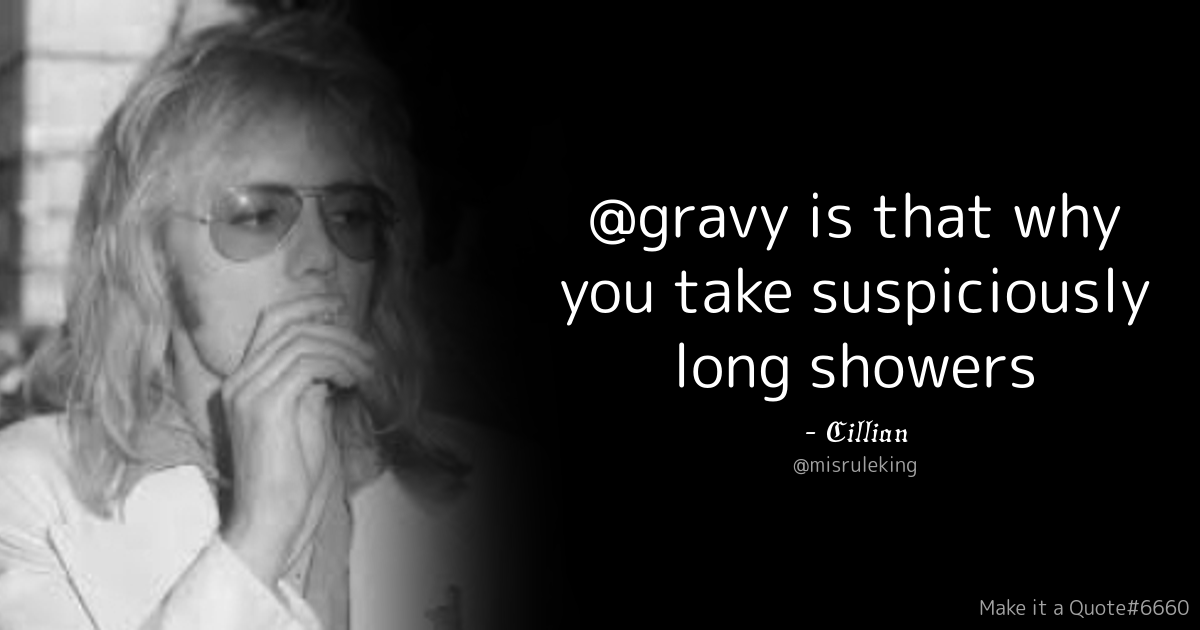 @gravy is that why
you take suspiciously
long showers
- Cillian
@misruleking
Make it a Quote#6660